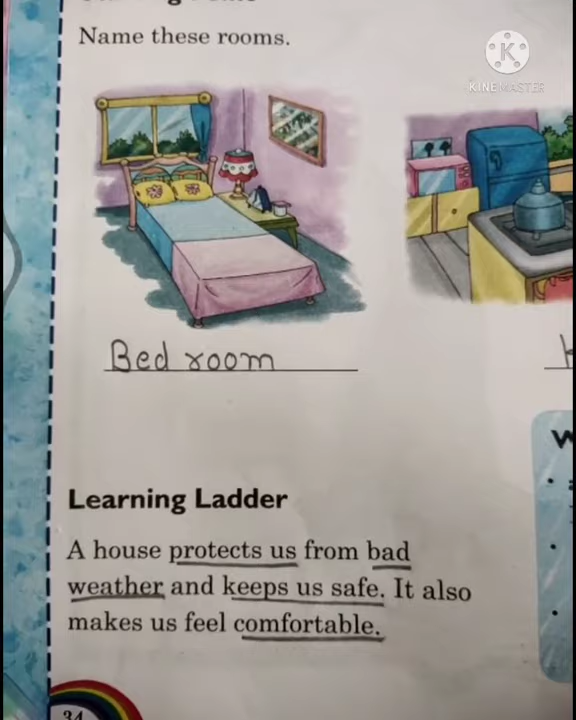 Name these rooms.
K
KINEMASTER
Bed room
Learning Ladder
A house protects us from bad
weather and keeps us safe. It also
makes us feel comfortable.
34